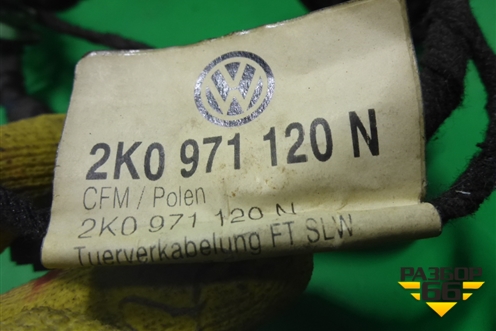 2K0 971 120 N
CFM / Polen
2K0 971 120 N
Tuerverkabelung FT SLW
РАЗБОР
66